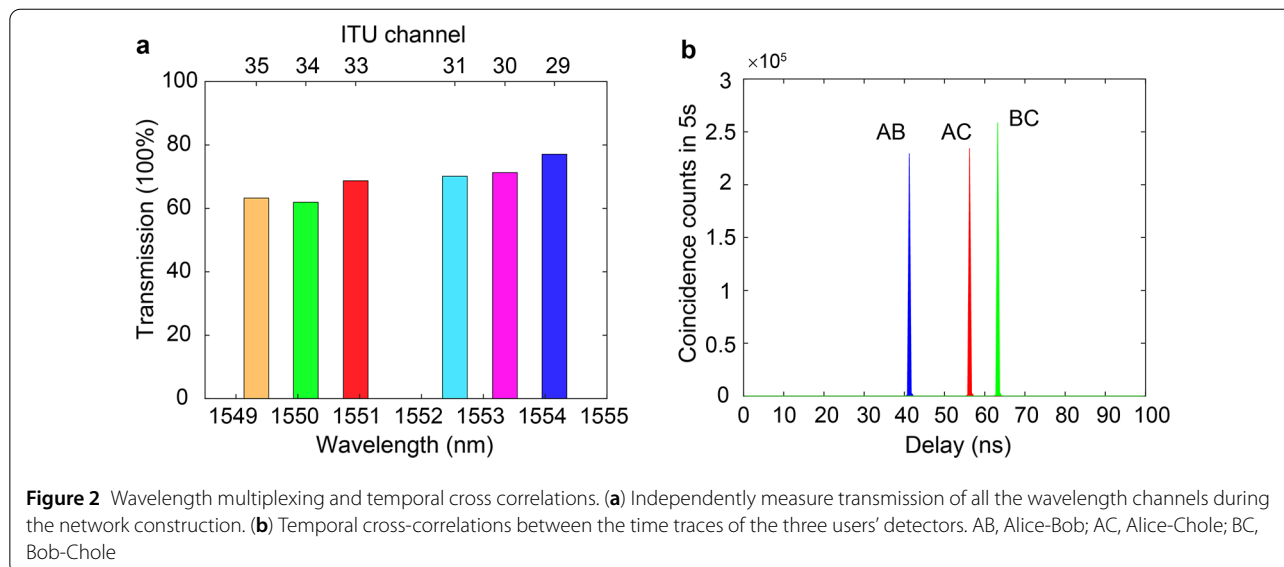 a
ITU channel
35 34 33 31 30 29
100
80
60
40
20
0
Transmission (100%)
1549 1550 1551 1552 1553 1554 1555
Wavelength (nm)
b
×10⁵
3
2.5
2
1.5
1
0.5
0
Coincidence counts in 5s
AB AC BC
0 10 20 30 40 50 60 70 80 90 100
Delay (ns)
Figure 2 Wavelength multiplexing and temporal cross correlations. (a) Independently measure transmission of all the wavelength channels during
the network construction. (b) Temporal cross-correlations between the time traces of the three users’ detectors. AB, Alice-Bob; AC, Alice-Chole; BC,
Bob-Chole